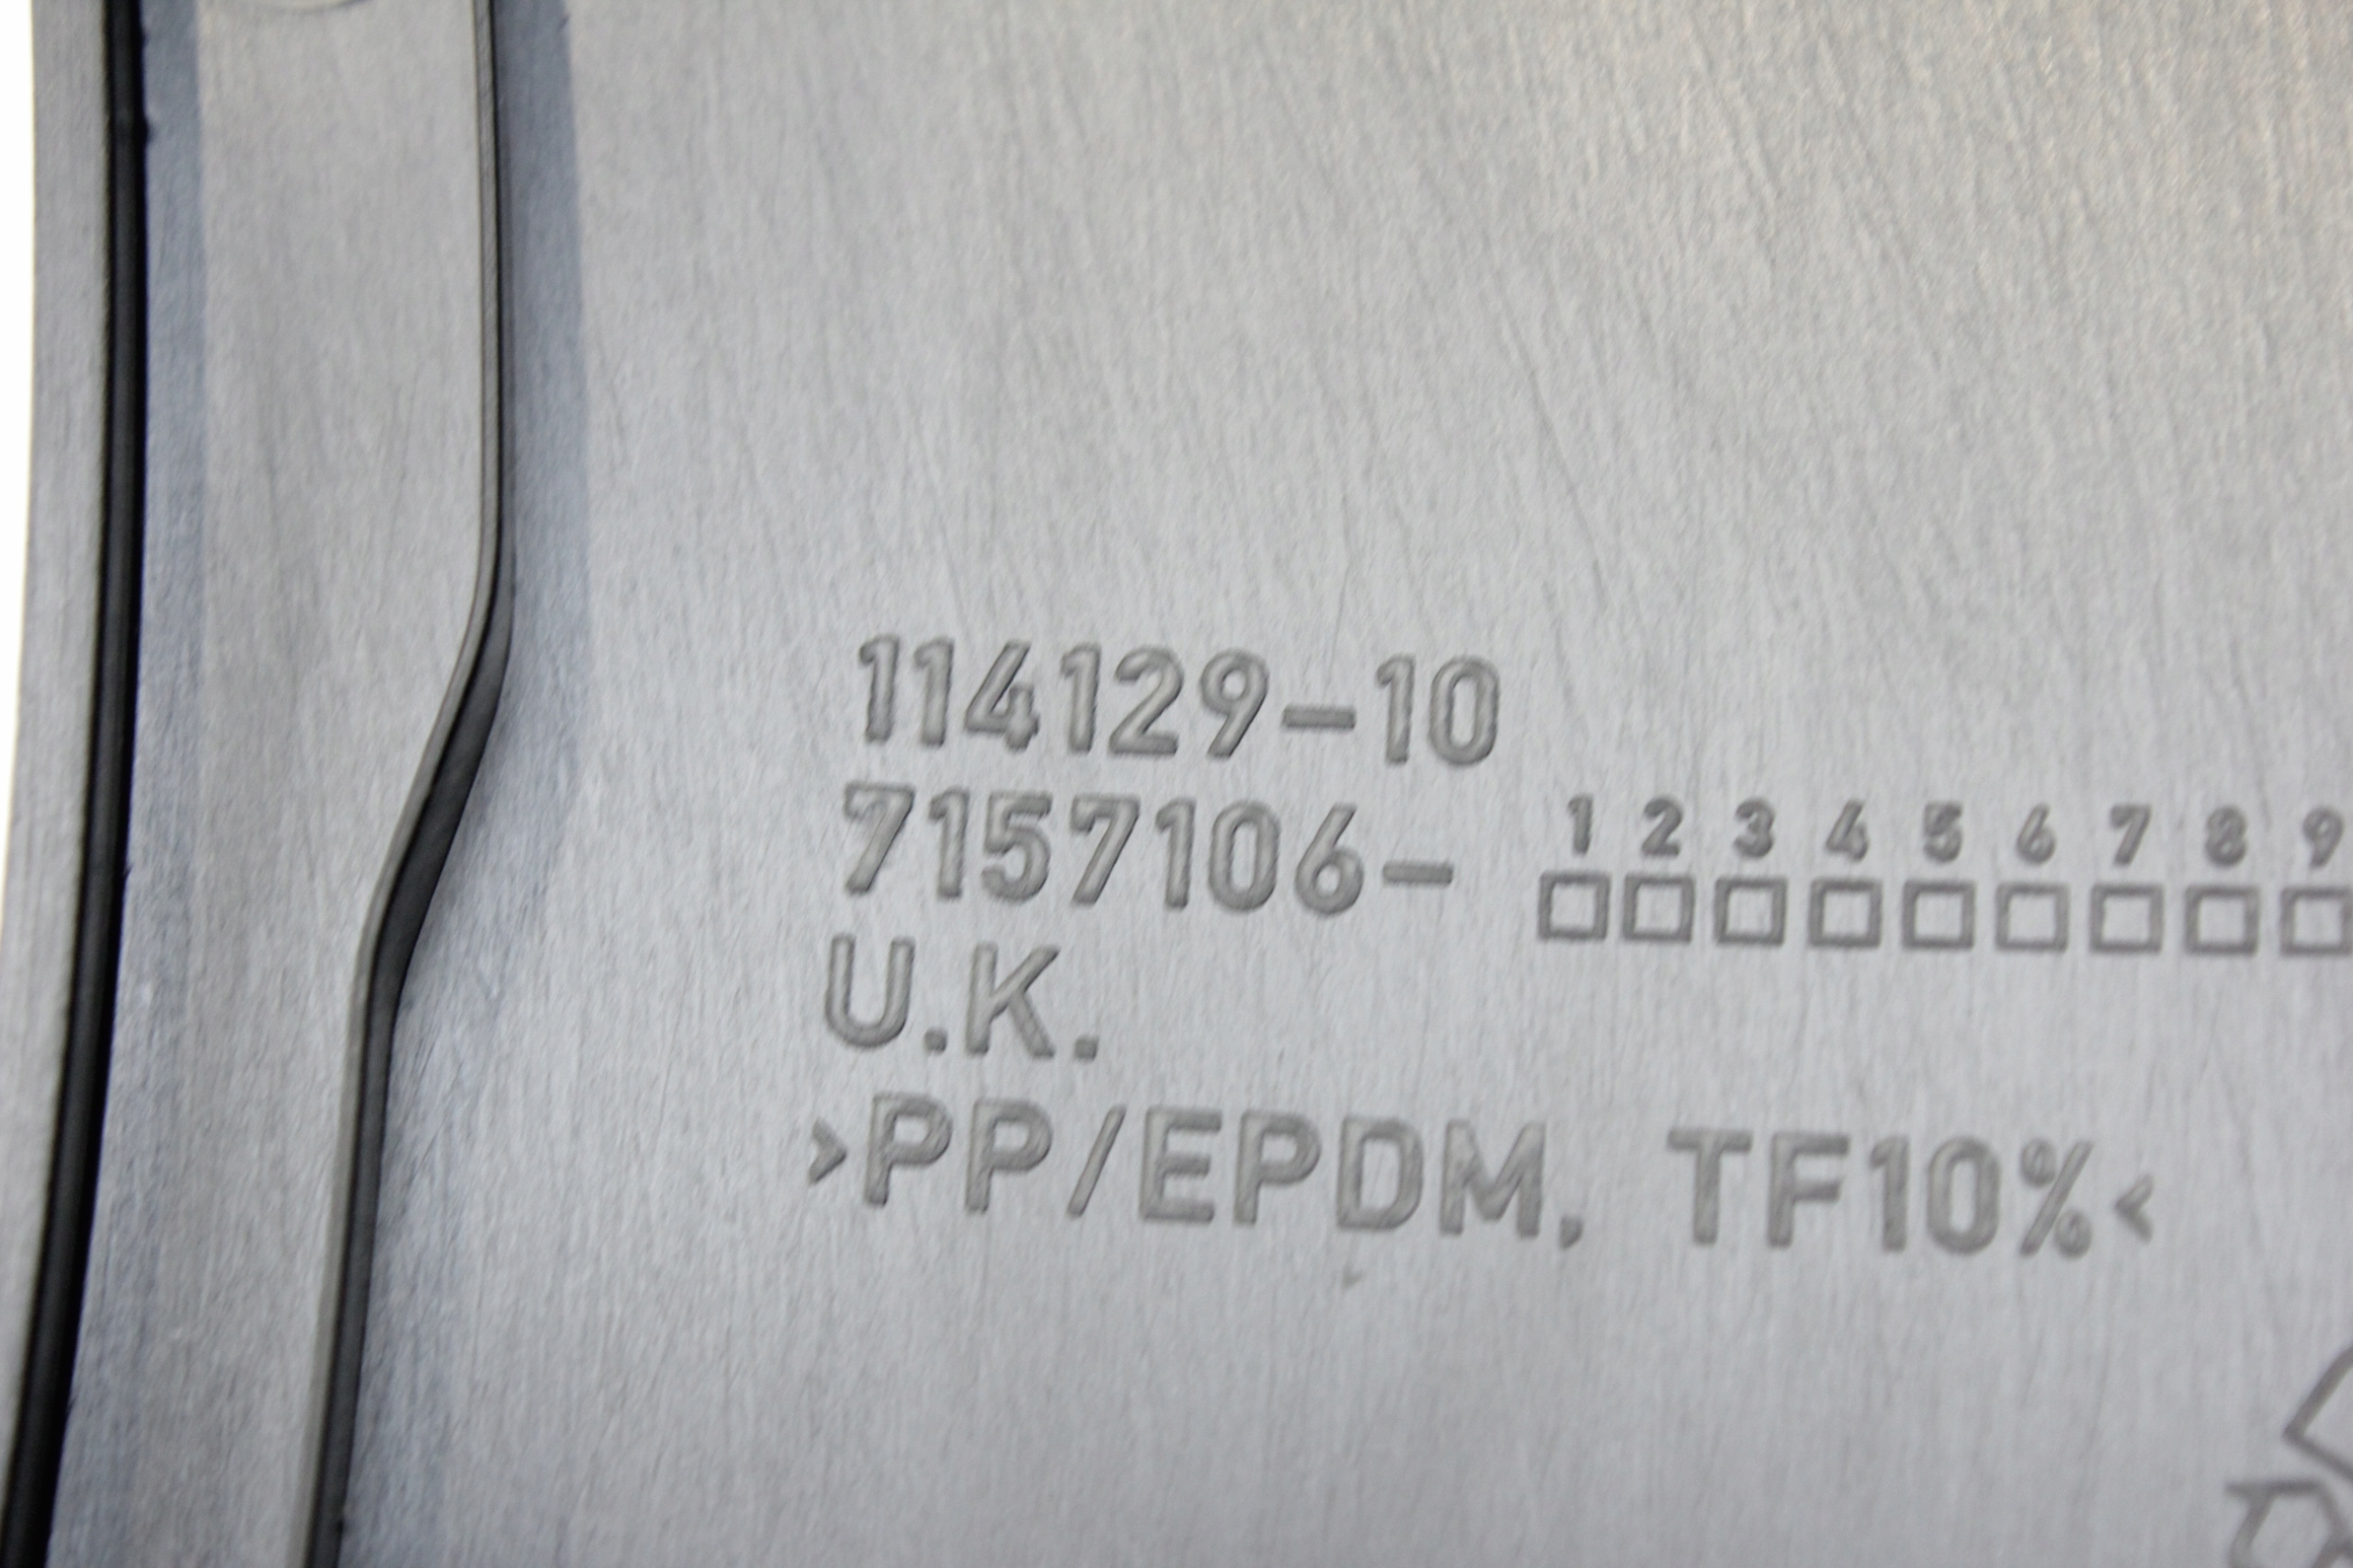 114129-10
7157106- 1 2 3 4 5 6 7 8 9
U.K.
>PP/EPDM, TF10%<